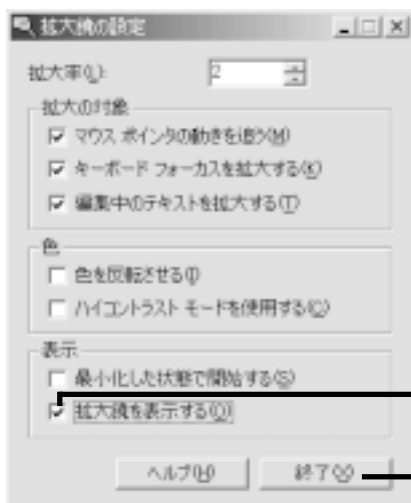 拡大鏡の設定
拡大率(L): 2
拡大の対象
マウス ポインタの動きを追う(M)
キーボード フォーカスを拡大する(K)
編集中のテキストを拡大する(T)
色
色を反転させる(I)
ハイコントラスト モードを使用する(C)
表示
最小化した状態で開始する(S)
拡大鏡を表示する(O)
ヘルプ(H) 終了(X)